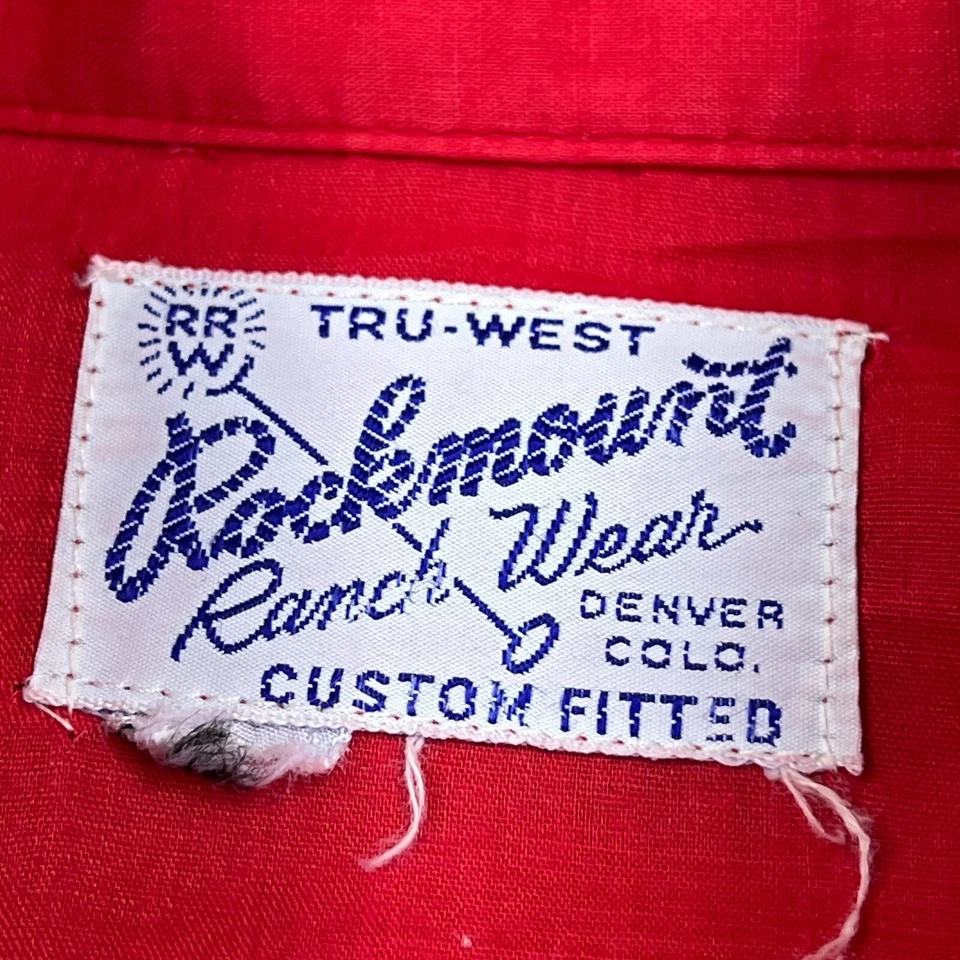 RR
W
TRU-WEST
Rockmount
Ranch Wear
DENVER
COLO.
CUSTOM FITTED